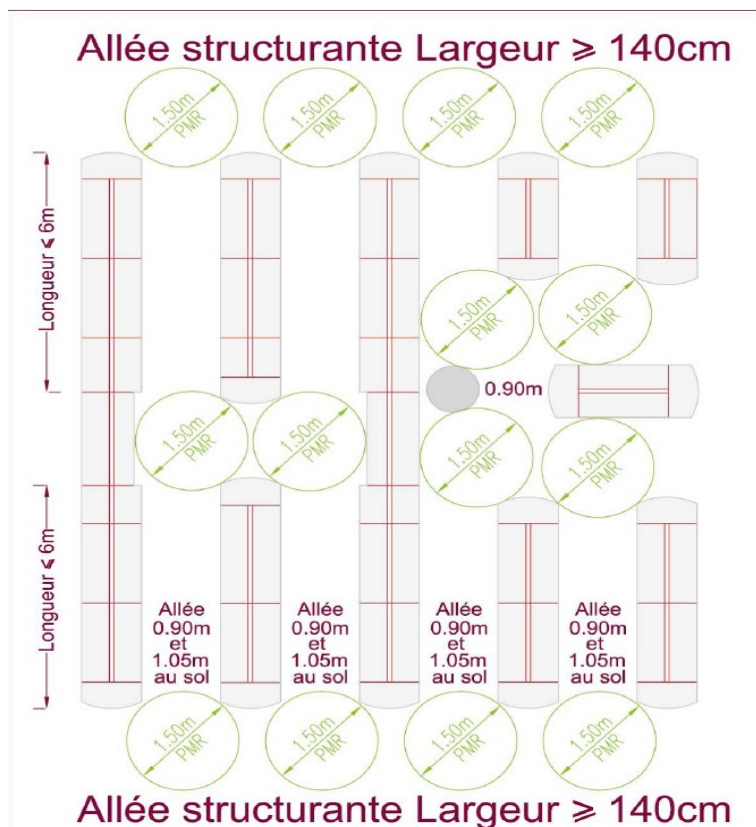 Allée structurante Largeur ⩾ 140cm
1.50m
PMR
1.50m
PMR
1.50m
PMR
1.50m
PMR
Longueur ⩽ 6m
1.50m
PMR
1.50m
PMR
0.90m
1.50m
PMR
1.50m
PMR
1.50m
PMR
1.50m
PMR
Longueur ⩽ 6m
Allée
0.90m
et
1.05m
au sol
Allée
0.90m
et
1.05m
au sol
Allée
0.90m
et
1.05m
au sol
Allée
0.90m
et
1.05m
au sol
1.50m
PMR
1.50m
PMR
1.50m
PMR
1.50m
PMR
Allée structurante Largeur ⩾ 140cm